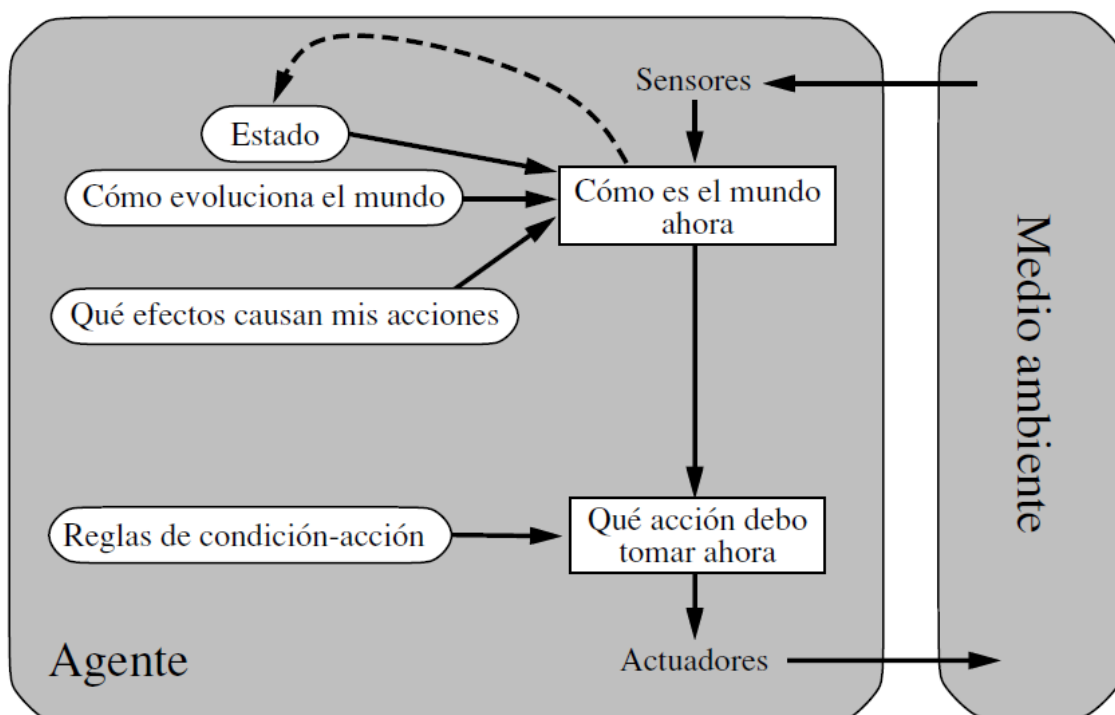 Sensores
Estado
Cómo evoluciona el mundo
Cómo es el mundo
ahora
Qué efectos causan mis acciones
Medio ambiente
Reglas de condición-acción
Qué acción debo
tomar ahora
Agente
Actuadores